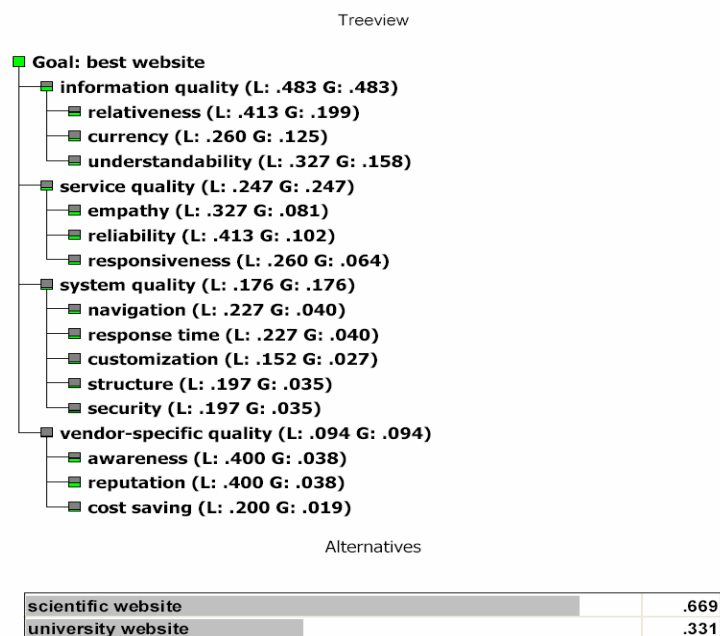 Treeview
Goal: best website
information quality (L: .483 G: .483)
relativeness (L: .413 G: .199)
currency (L: .260 G: .125)
understandability (L: .327 G: .158)
service quality (L: .247 G: .247)
empathy (L: .327 G: .081)
reliability (L: .413 G: .102)
responsiveness (L: .260 G: .064)
system quality (L: .176 G: .176)
navigation (L: .227 G: .040)
response time (L: .227 G: .040)
customization (L: .152 G: .027)
structure (L: .197 G: .035)
security (L: .197 G: .035)
vendor-specific quality (L: .094 G: .094)
awareness (L: .400 G: .038)
reputation (L: .400 G: .038)
cost saving (L: .200 G: .019)
Alternatives
scientific website .669
university website .331